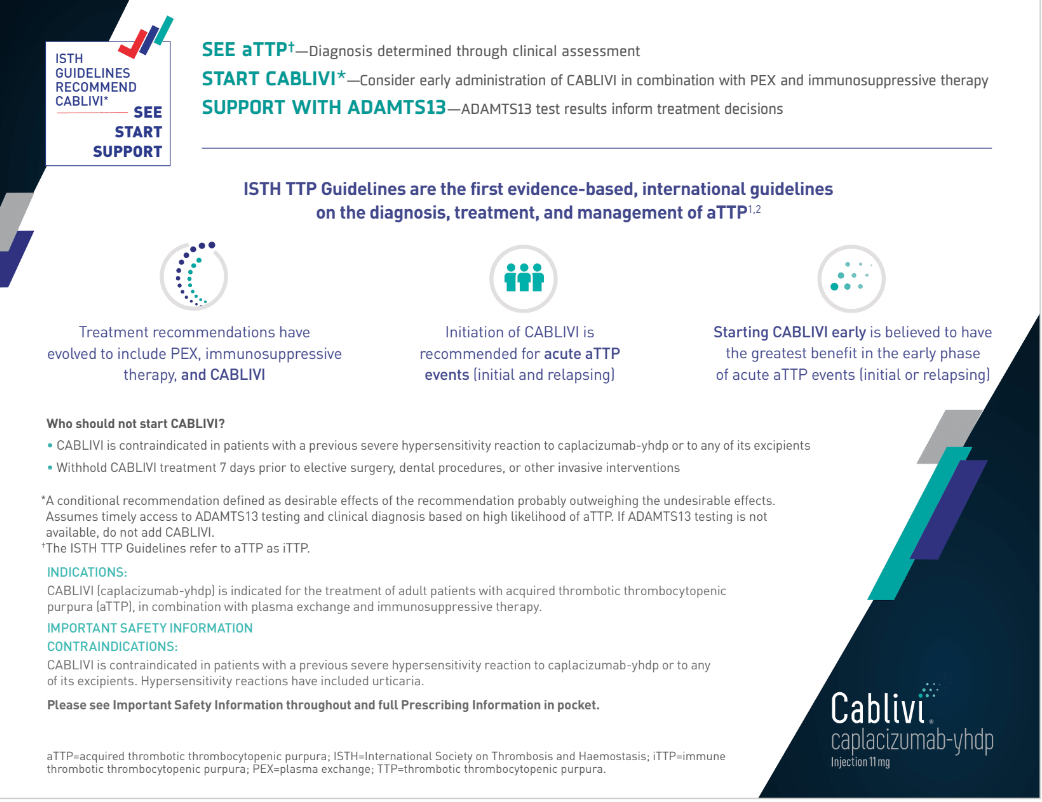 ISTH
GUIDELINES
RECOMMEND
CABLIVI*
SEE
START
SUPPORT
SEE aTTP†—Diagnosis determined through clinical assessment
START CABLIVI*—Consider early administration of CABLIVI in combination with PEX and immunosuppressive therapy
SUPPORT WITH ADAMTS13—ADAMTS13 test results inform treatment decisions
ISTH TTP Guidelines are the first evidence-based, international guidelines
on the diagnosis, treatment, and management of aTTP1,2
Treatment recommendations have
evolved to include PEX, immunosuppressive
therapy, and CABLIVI
Initiation of CABLIVI is
recommended for acute aTTP
events (initial and relapsing)
Starting CABLIVI early is believed to have
the greatest benefit in the early phase
of acute aTTP events (initial or relapsing)
Who should not start CABLIVI?
• CABLIVI is contraindicated in patients with a previous severe hypersensitivity reaction to caplacizumab-yhdp or to any of its excipients
• Withhold CABLIVI treatment 7 days prior to elective surgery, dental procedures, or other invasive interventions
*A conditional recommendation defined as desirable effects of the recommendation probably outweighing the undesirable effects.
Assumes timely access to ADAMTS13 testing and clinical diagnosis based on high likelihood of aTTP. If ADAMTS13 testing is not
available, do not add CABLIVI.
†The ISTH TTP Guidelines refer to aTTP as iTTP.
INDICATIONS:
CABLIVI (caplacizumab-yhdp) is indicated for the treatment of adult patients with acquired thrombotic thrombocytopenic
purpura (aTTP), in combination with plasma exchange and immunosuppressive therapy.
IMPORTANT SAFETY INFORMATION
CONTRAINDICATIONS:
CABLIVI is contraindicated in patients with a previous severe hypersensitivity reaction to caplacizumab-yhdp or to any
of its excipients. Hypersensitivity reactions have included urticaria.
Please see Important Safety Information throughout and full Prescribing Information in pocket.
aTTP=acquired thrombotic thrombocytopenic purpura; ISTH=International Society on Thrombosis and Haemostasis; iTTP=immune
thrombotic thrombocytopenic purpura; PEX=plasma exchange; TTP=thrombotic thrombocytopenic purpura.
Cablivi®
caplacizumab-yhdp
Injection 11 mg